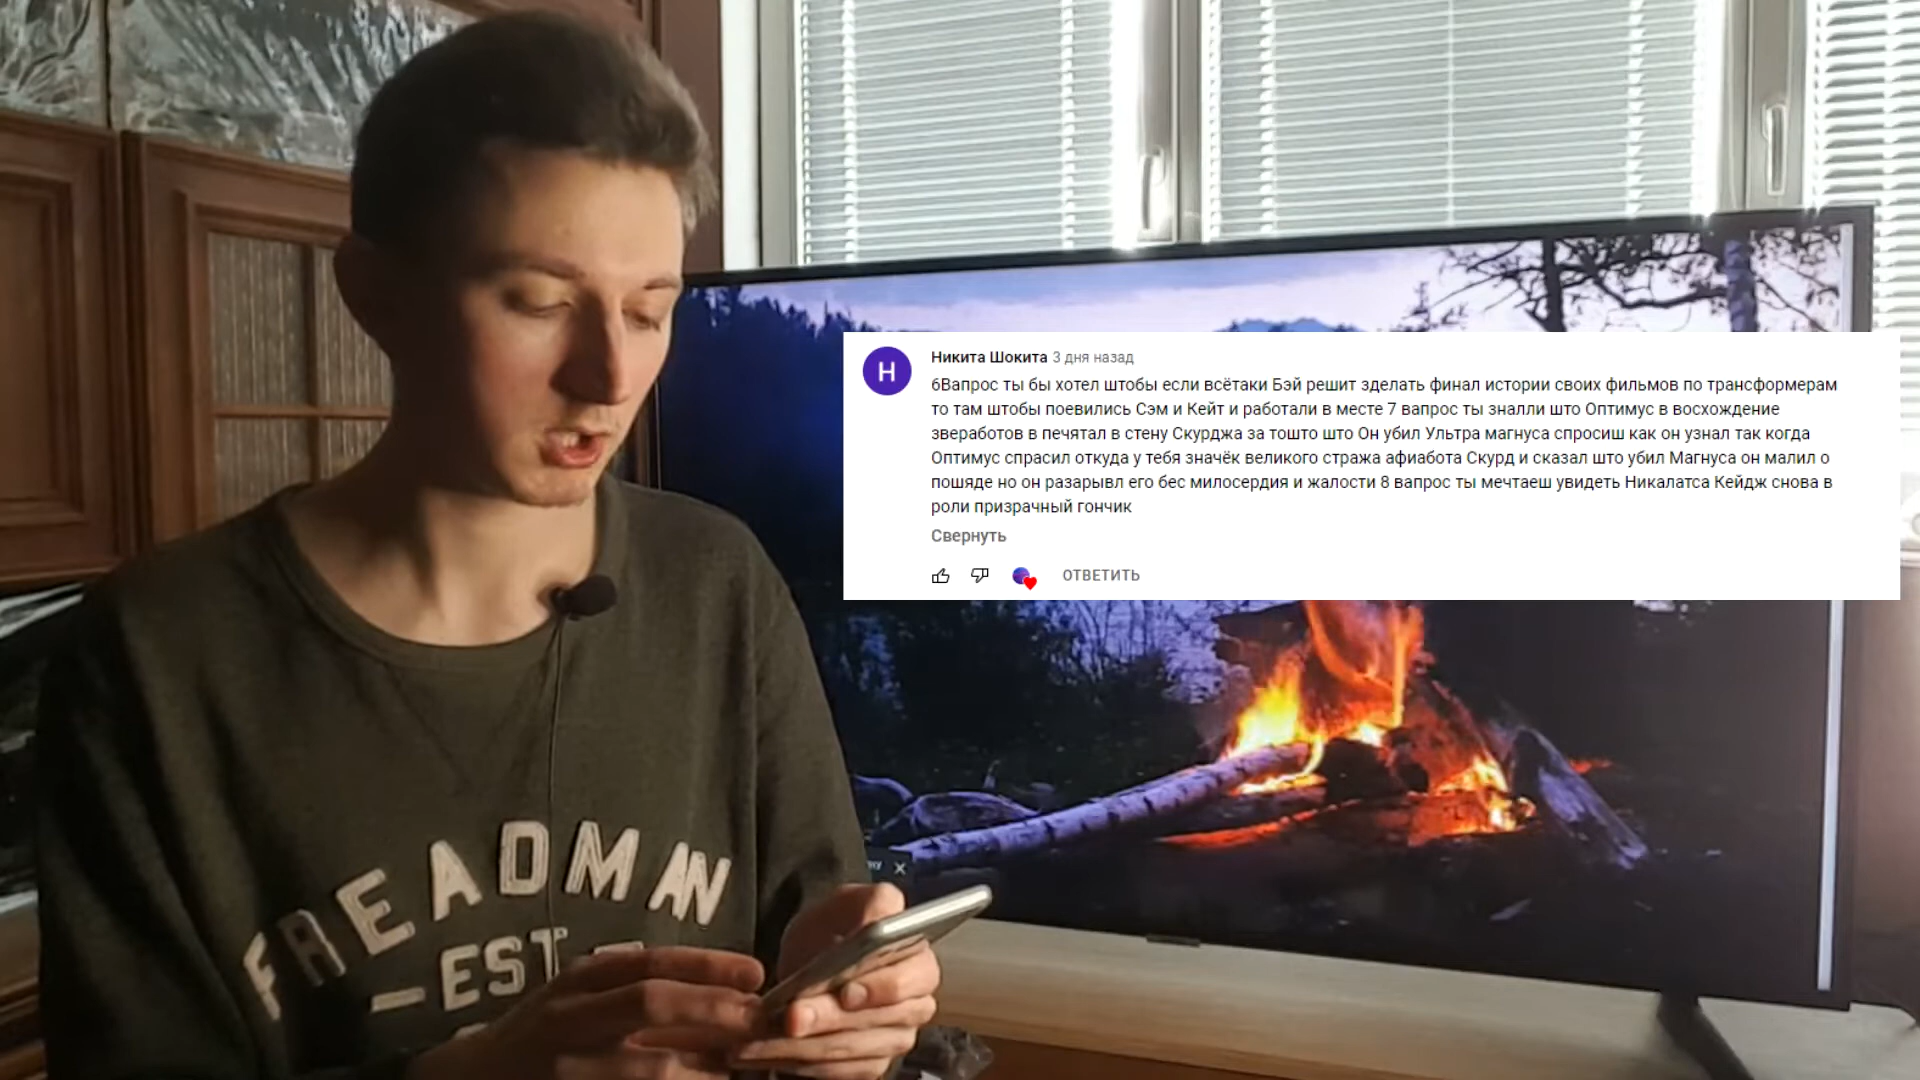 Никита Шокита 3 дня назад
Н
6Вапрос ты бы хотел штобы если всётаки Бэй решит зделать финал истории своих фильмов по трансформерам
то там штобы поевились Сэм и Кейт и работали в месте 7 вапрос ты зналли што Оптимус в восхождение
зверaботов в печятал в стену Скурджа за тошто што Он убил Ультра магнуса спросиш как он узнал так когда
Оптимус спрасил откуда у тебя значёк великого стража афиабота Скурд и сказал што убил Магнуса он малил о
пошяде но он разарывл его бес милосердия и жалости 8 вапрос ты мечтаеш увидеть Никалатса Кейдж снова в
роли призрачный гончик
Свернуть
ОТВЕТИТЬ
FREADMAN
—EST—